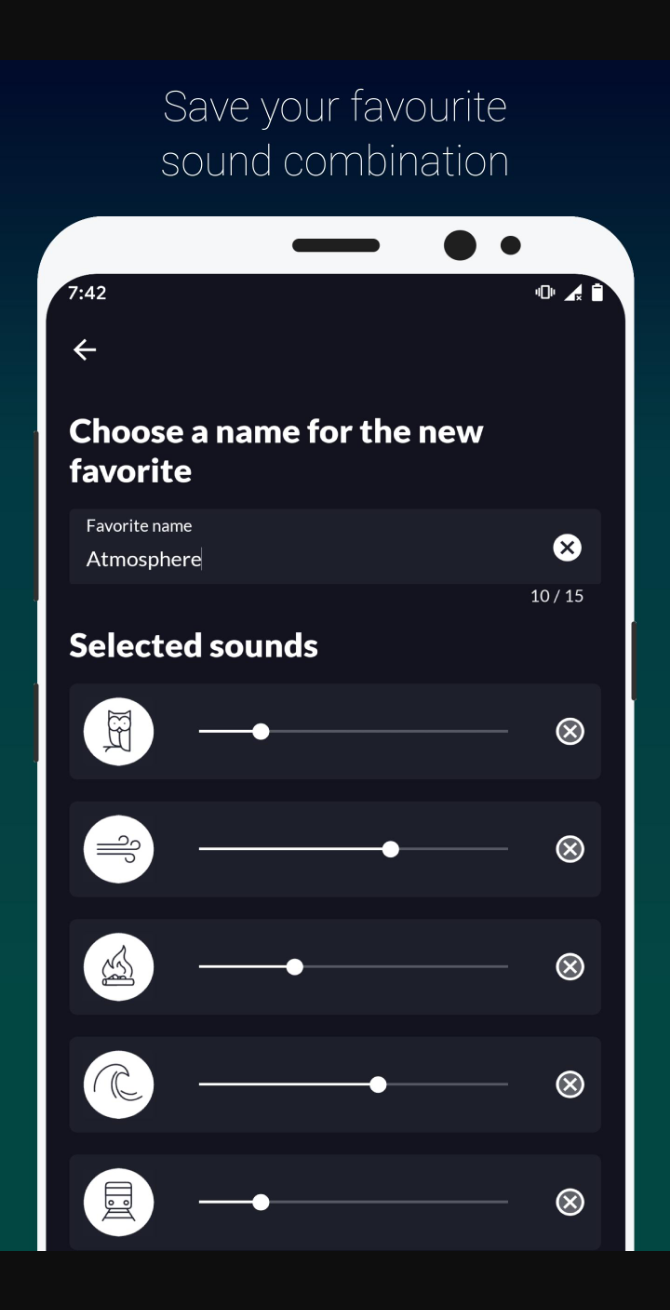 Save your favourite
sound combination
7:42
Choose a name for the new
favorite
Favorite name
Atmosphere
10 / 15
Selected sounds